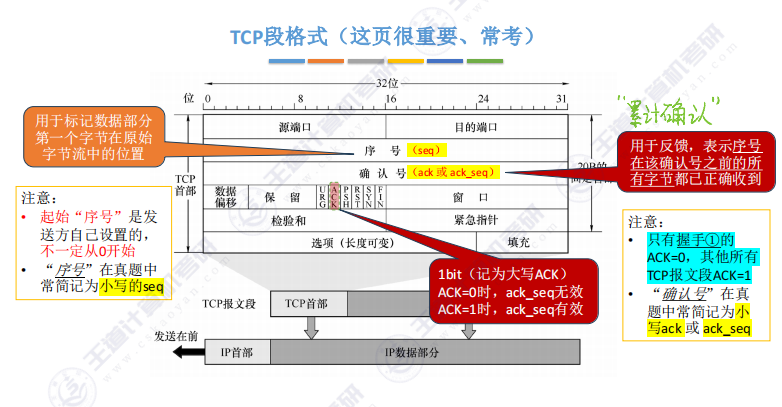 TCP段格式（这页很重要、常考）
32位
位 0 8 16 24 31
“累计确认”
用于标记数据部分
第一个字节在原始
字节流中的位置
用于反馈，表示序号
在该确认号之前的所
有字节都已正确收到
TCP
首部
源端口 目的端口
序 号（seq）
确 认 号（ack 或 ack_seq）
数据
偏移
保 留
URG
ACK
PSH
RST
SYN
FIN
窗 口
检验和 紧急指针
选项（长度可变） 填充
20B的
注意：
• 起始“序号”是发
送方自己设置的，
不一定从0开始
• “序号”在真题中
常简记为小写的seq
1bit（记为大写ACK）
ACK=0时，ack_seq无效
ACK=1时，ack_seq有效
注意：
• 只有握手①的
ACK=0，其他所有
TCP报文段ACK=1
• “确认号”在真
题中常简记为小
写ack 或 ack_seq
TCP报文段 TCP首部
发送在前
IP首部 IP数据部分
王道计算机考研